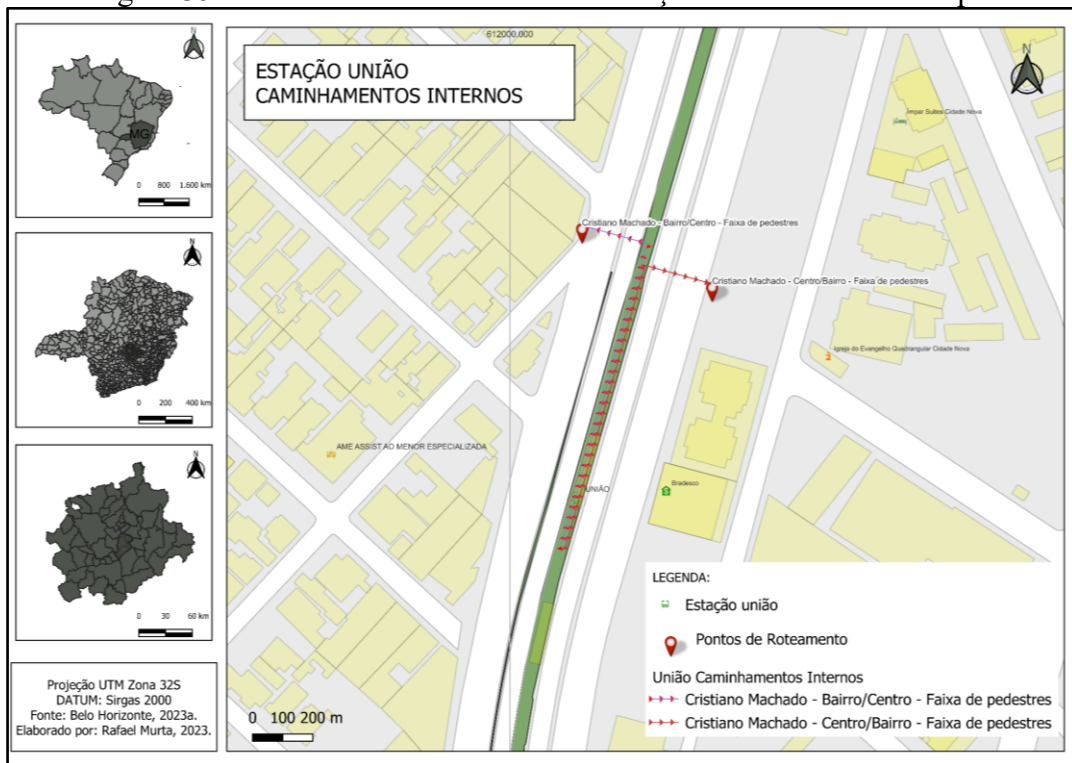 ESTAÇÃO UNIÃO
CAMINHAMENTOS INTERNOS
612000,000
N
MG
0 800 1.600 km
N
0 200 400 km
N
0 30 60 km
Projeção UTM Zona 32S
DATUM: Sirgas 2000
Fonte: Belo Horizonte, 2023a.
Elaborado por: Rafael Murta, 2023.
N
Impar Suites Cidade Nova
Cristiano Machado - Bairro/Centro - Faixa de pedestres
Cristiano Machado - Centro/Bairro - Faixa de pedestres
Igreja do Evangelho Quadrangular Cidade Nova
AME ASSIST AO MENOR ESPECIALIZADA
Bradesco
UNIÃO
LEGENDA:
Estação união
Pontos de Roteamento
União Caminhamentos Internos
Cristiano Machado - Bairro/Centro - Faixa de pedestres
Cristiano Machado - Centro/Bairro - Faixa de pedestres
0 100 200 m